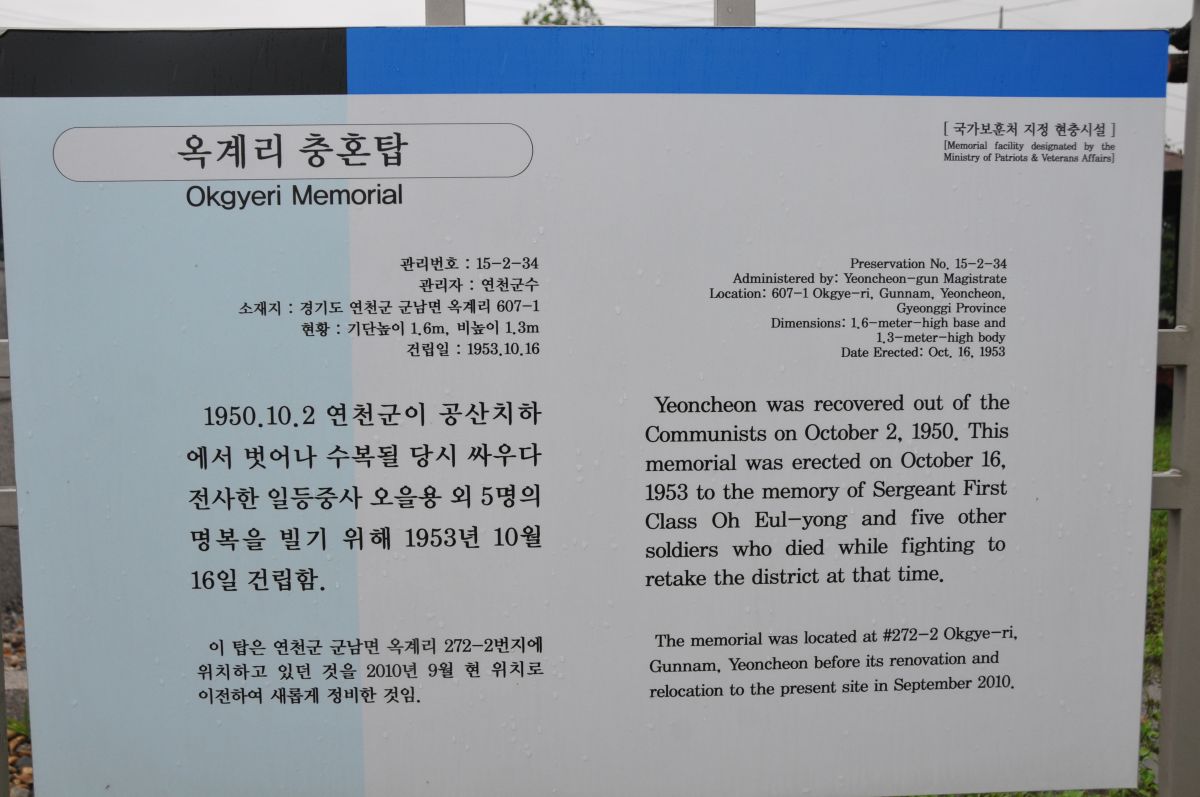 옥계리 충혼탑
Okgyeri Memorial
[ 국가보훈처 지정 현충시설 ]
[Memorial facility designated by the
Ministry of Patriots & Veterans Affairs]
관리번호 : 15-2-34
관리자 : 연천군수
소재지 : 경기도 연천군 군남면 옥계리 607-1
현황 : 기단높이 1.6m, 비높이 1.3m
건립일 : 1953.10.16
1950.10.2 연천군이 공산치하
에서 벗어나 수복될 당시 싸우다
전사한 일등중사 오을용 외 5명의
명복을 빌기 위해 1953년 10월
16일 건립함.
이 탑은 연천군 군남면 옥계리 272-2번지에
위치하고 있던 것을 2010년 9월 현 위치로
이전하여 새롭게 정비한 것임.
Preservation No. 15-2-34
Administered by: Yeoncheon-gun Magistrate
Location: 607-1 Okgye-ri, Gunnam, Yeoncheon,
Gyeonggi Province
Dimensions: 1.6-meter-high base and
1.3-meter-high body
Date Erected: Oct. 16, 1953
Yeoncheon was recovered out of the
Communists on October 2, 1950. This
memorial was erected on October 16,
1953 to the memory of Sergeant First
Class Oh Eul-yong and five other
soldiers who died while fighting to
retake the district at that time.
The memorial was located at #272-2 Okgye-ri,
Gunnam, Yeoncheon before its renovation and
relocation to the present site in September 2010.